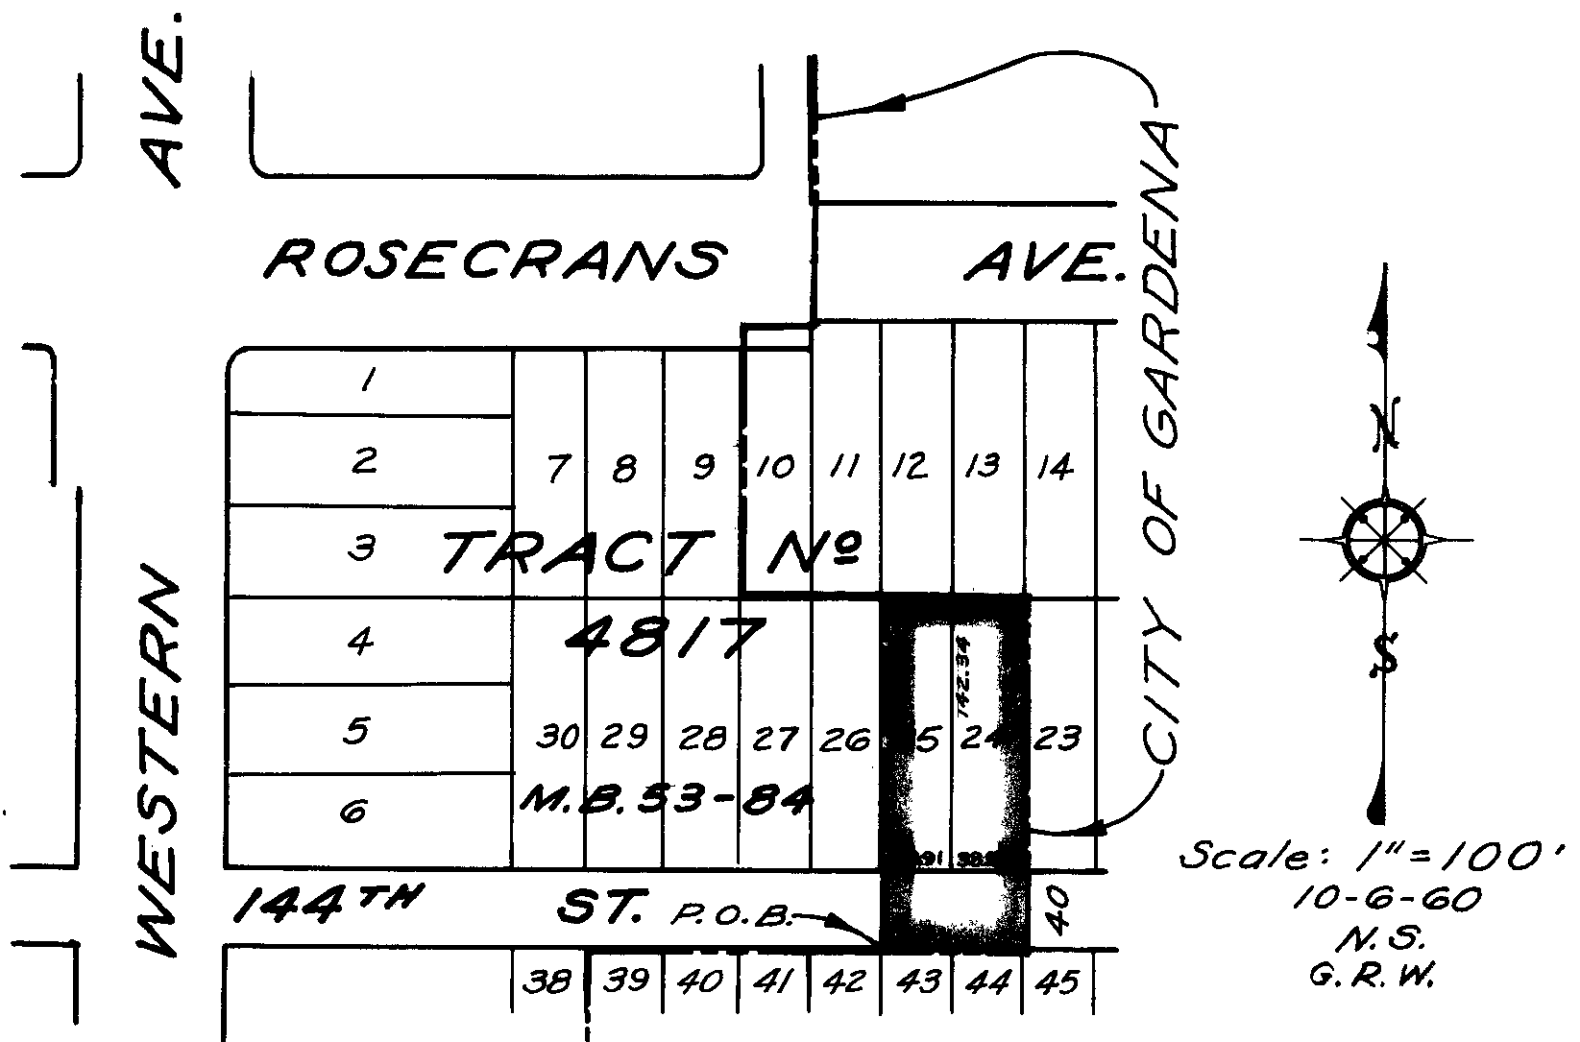 AVE.
ROSECRANS AVE.
CITY OF GARDENA
1
2
3
4
5
6
7 8 9 10 11 12 13 14
TRACT Nº
4817
142.34
30 29 28 27 26 5 24 23
M.B. 53-84
WESTERN
144TH ST.
P.O.B.
40
38 39 40 41 42 43 44 45
N
S
Scale: 1"=100'
10-6-60
N.S.
G.R.W.